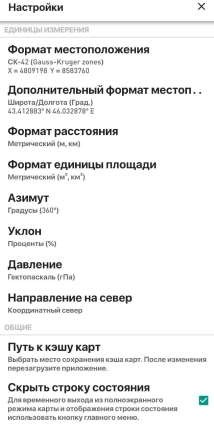 Настройки
ЕДИНИЦЫ ИЗМЕРЕНИЯ
Формат местоположения
СК-42 (Gauss-Kruger zones)
X = 4809198 Y = 8583760
Дополнительный формат местоп..
Широта/Долгота (Град.)
43.412883° N 46.032878° E
Формат расстояния
Метрический (м, км)
Формат единицы площади
Метрический (м², км²)
Азимут
Градусы (360°)
Уклон
Проценты (%)
Давление
Гектопаскаль (гПа)
Направление на север
Координатный север
ОБЩИЕ
Путь к кэшу карт
Выбрать место сохранения кэша карт. После изменения
перезагрузите приложение.
Скрыть строку состояния
Для временного выхода из полноэкранного
режима карты и отображения строки состояния
использовать кнопку главного меню.